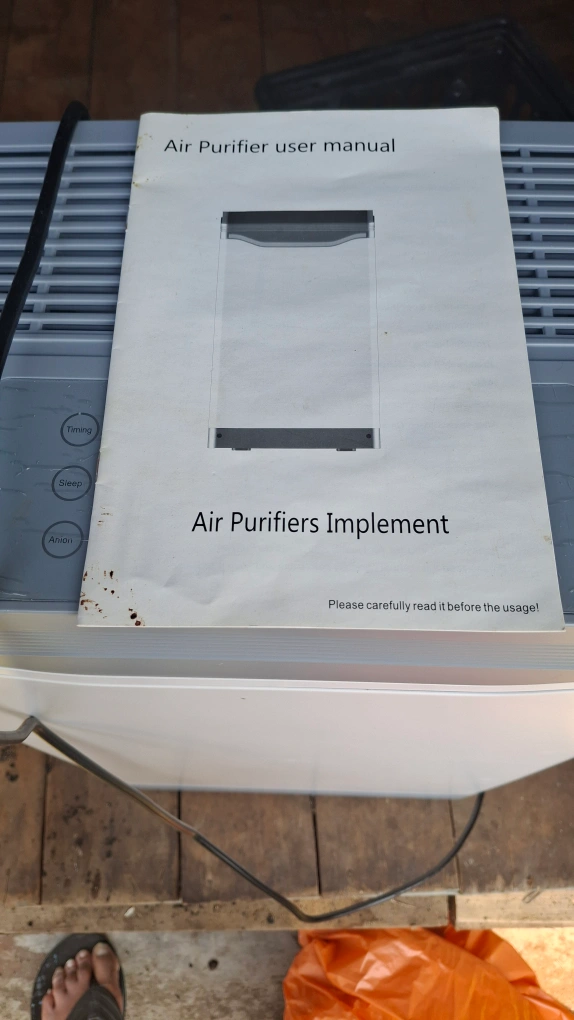 Air Purifier user manual
Timing
Sleep
Anion
Air Purifiers Implement
Please carefully read it before the usage!